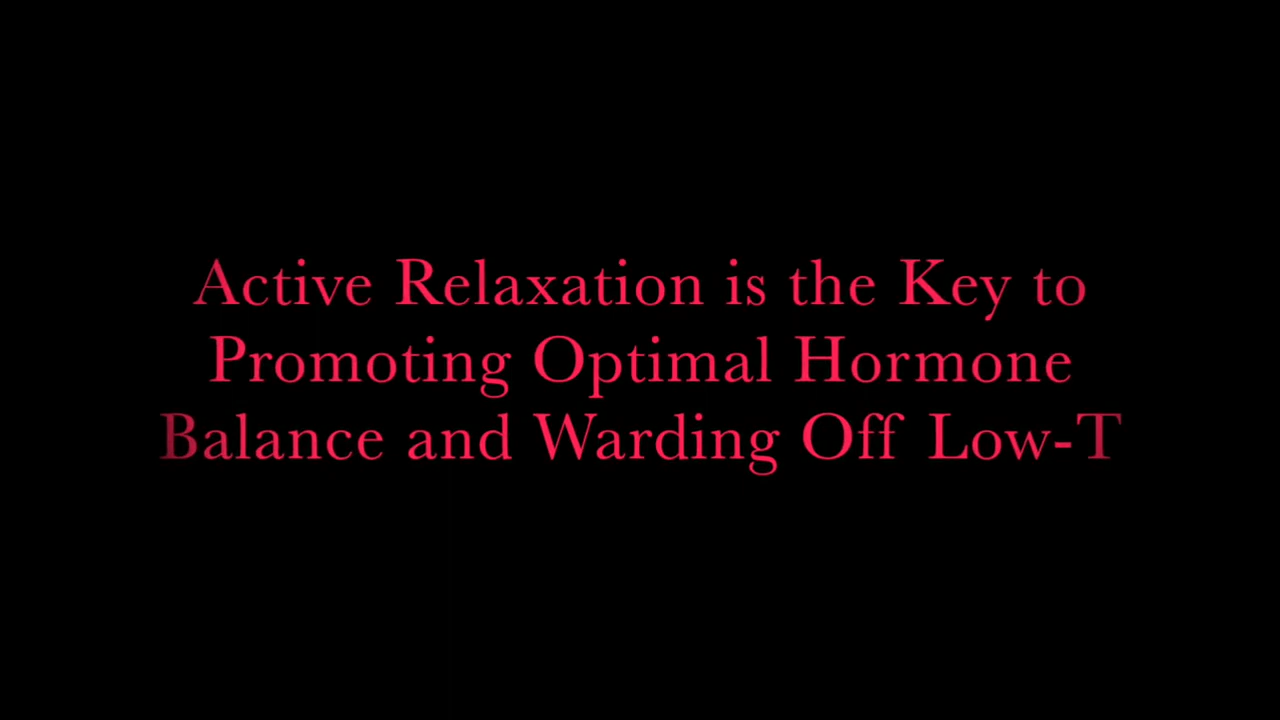 Active Relaxation is the Key to
Promoting Optimal Hormone
Balance and Warding Off Low-T